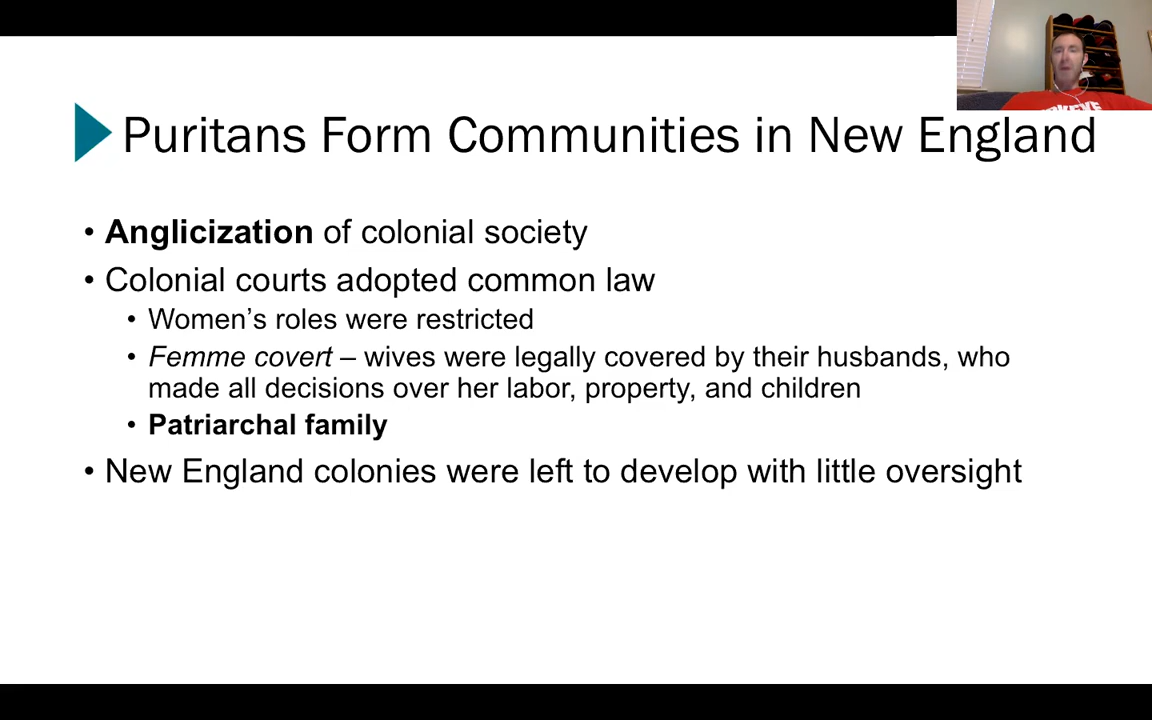 Puritans Form Communities in New England
• Anglicization of colonial society
• Colonial courts adopted common law
• Women’s roles were restricted
• Femme covert – wives were legally covered by their husbands, who
made all decisions over her labor, property, and children
• Patriarchal family
• New England colonies were left to develop with little oversight